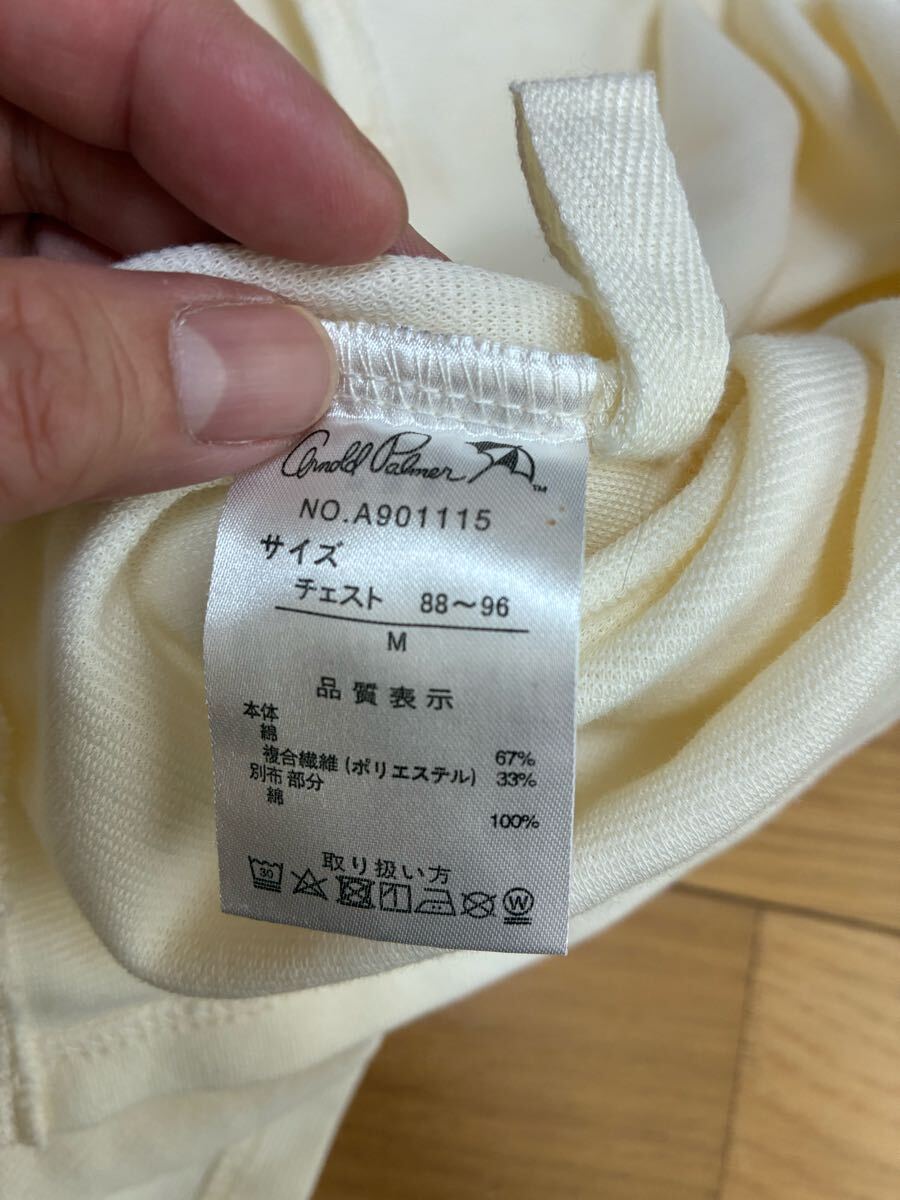 Arnold Palmer ™
NO.A901115
サイズ
チェスト 88〜96
M
品質表示
本体
綿 67%
複合繊維(ポリエステル) 33%
別布部分
綿 100%
取り扱い方
30 W